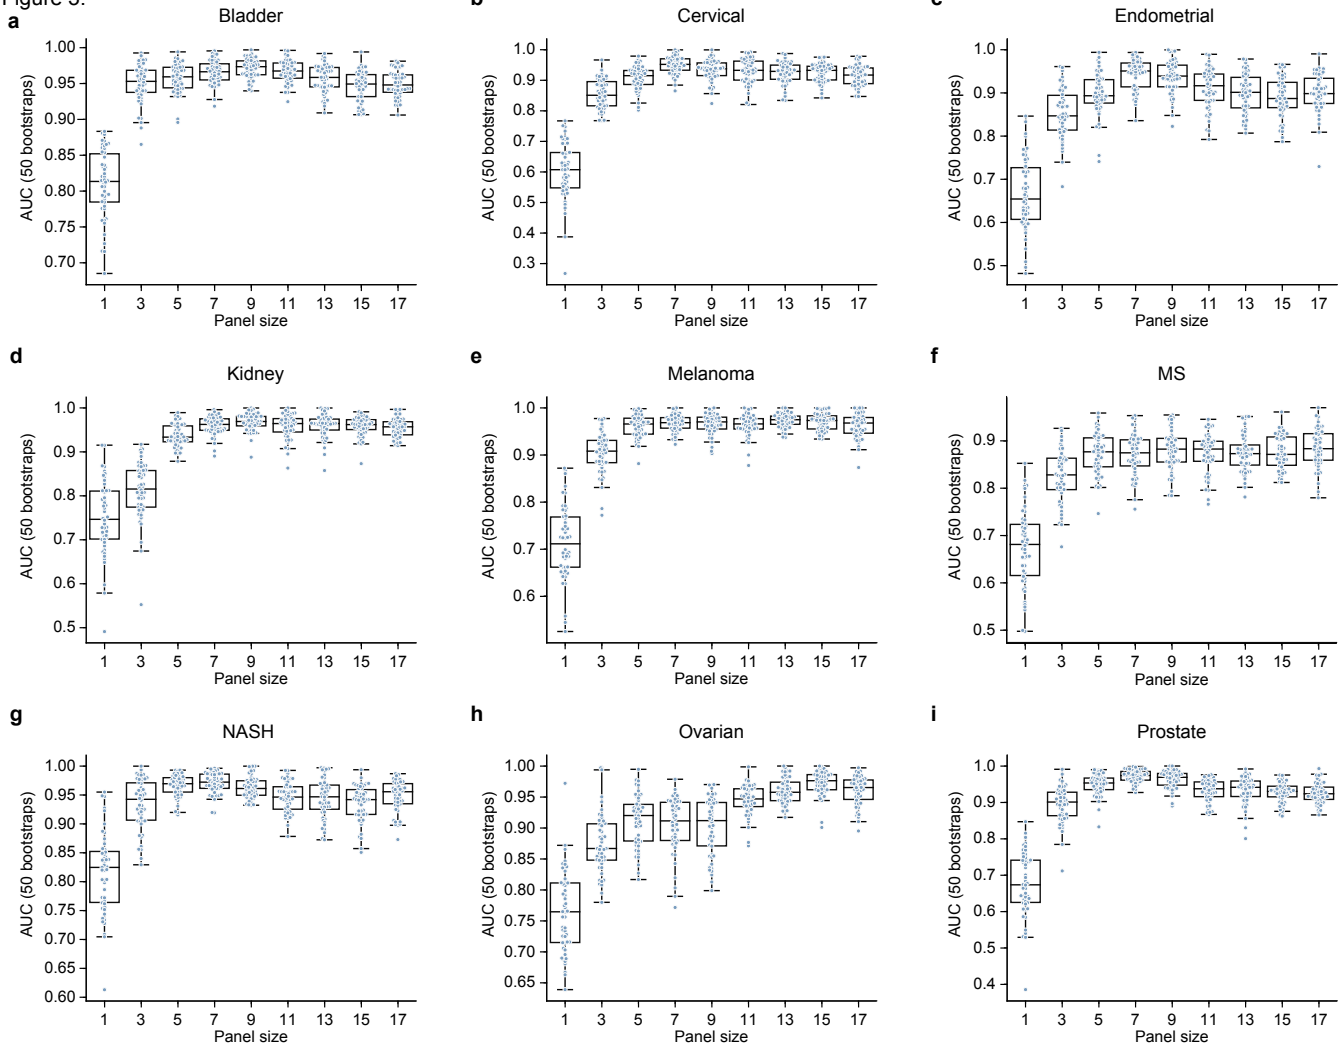 Figure 5.
a
Bladder
AUC (50 bootstraps)
1.00
0.95
0.90
0.85
0.80
0.75
0.70
1 3 5 7 9 11 13 15 17
Panel size
b
Cervical
AUC (50 bootstraps)
1.0
0.9
0.8
0.7
0.6
0.5
0.4
0.3
1 3 5 7 9 11 13 15 17
Panel size
c
Endometrial
AUC (50 bootstraps)
1.0
0.9
0.8
0.7
0.6
0.5
1 3 5 7 9 11 13 15 17
Panel size
d
Kidney
AUC (50 bootstraps)
1.0
0.9
0.8
0.7
0.6
0.5
1 3 5 7 9 11 13 15 17
Panel size
e
Melanoma
AUC (50 bootstraps)
1.0
0.9
0.8
0.7
0.6
1 3 5 7 9 11 13 15 17
Panel size
f
MS
AUC (50 bootstraps)
0.9
0.8
0.7
0.6
0.5
1 3 5 7 9 11 13 15 17
Panel size
g
NASH
AUC (50 bootstraps)
1.00
0.95
0.90
0.85
0.80
0.75
0.70
0.65
0.60
1 3 5 7 9 11 13 15 17
Panel size
h
Ovarian
AUC (50 bootstraps)
1.00
0.95
0.90
0.85
0.80
0.75
0.70
0.65
1 3 5 7 9 11 13 15 17
Panel size
i
Prostate
AUC (50 bootstraps)
1.0
0.9
0.8
0.7
0.6
0.5
0.4
1 3 5 7 9 11 13 15 17
Panel size